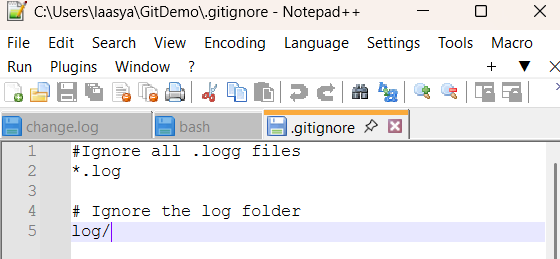 C:\Users\laasya\GitDemo\.gitignore - Notepad++
File Edit Search View Encoding Language Settings Tools Macro
Run Plugins Window ? + ▼ X
change.log bash .gitignore
1 #Ignore all .logg files
2 *.log
3
4 # Ignore the log folder
5 log/